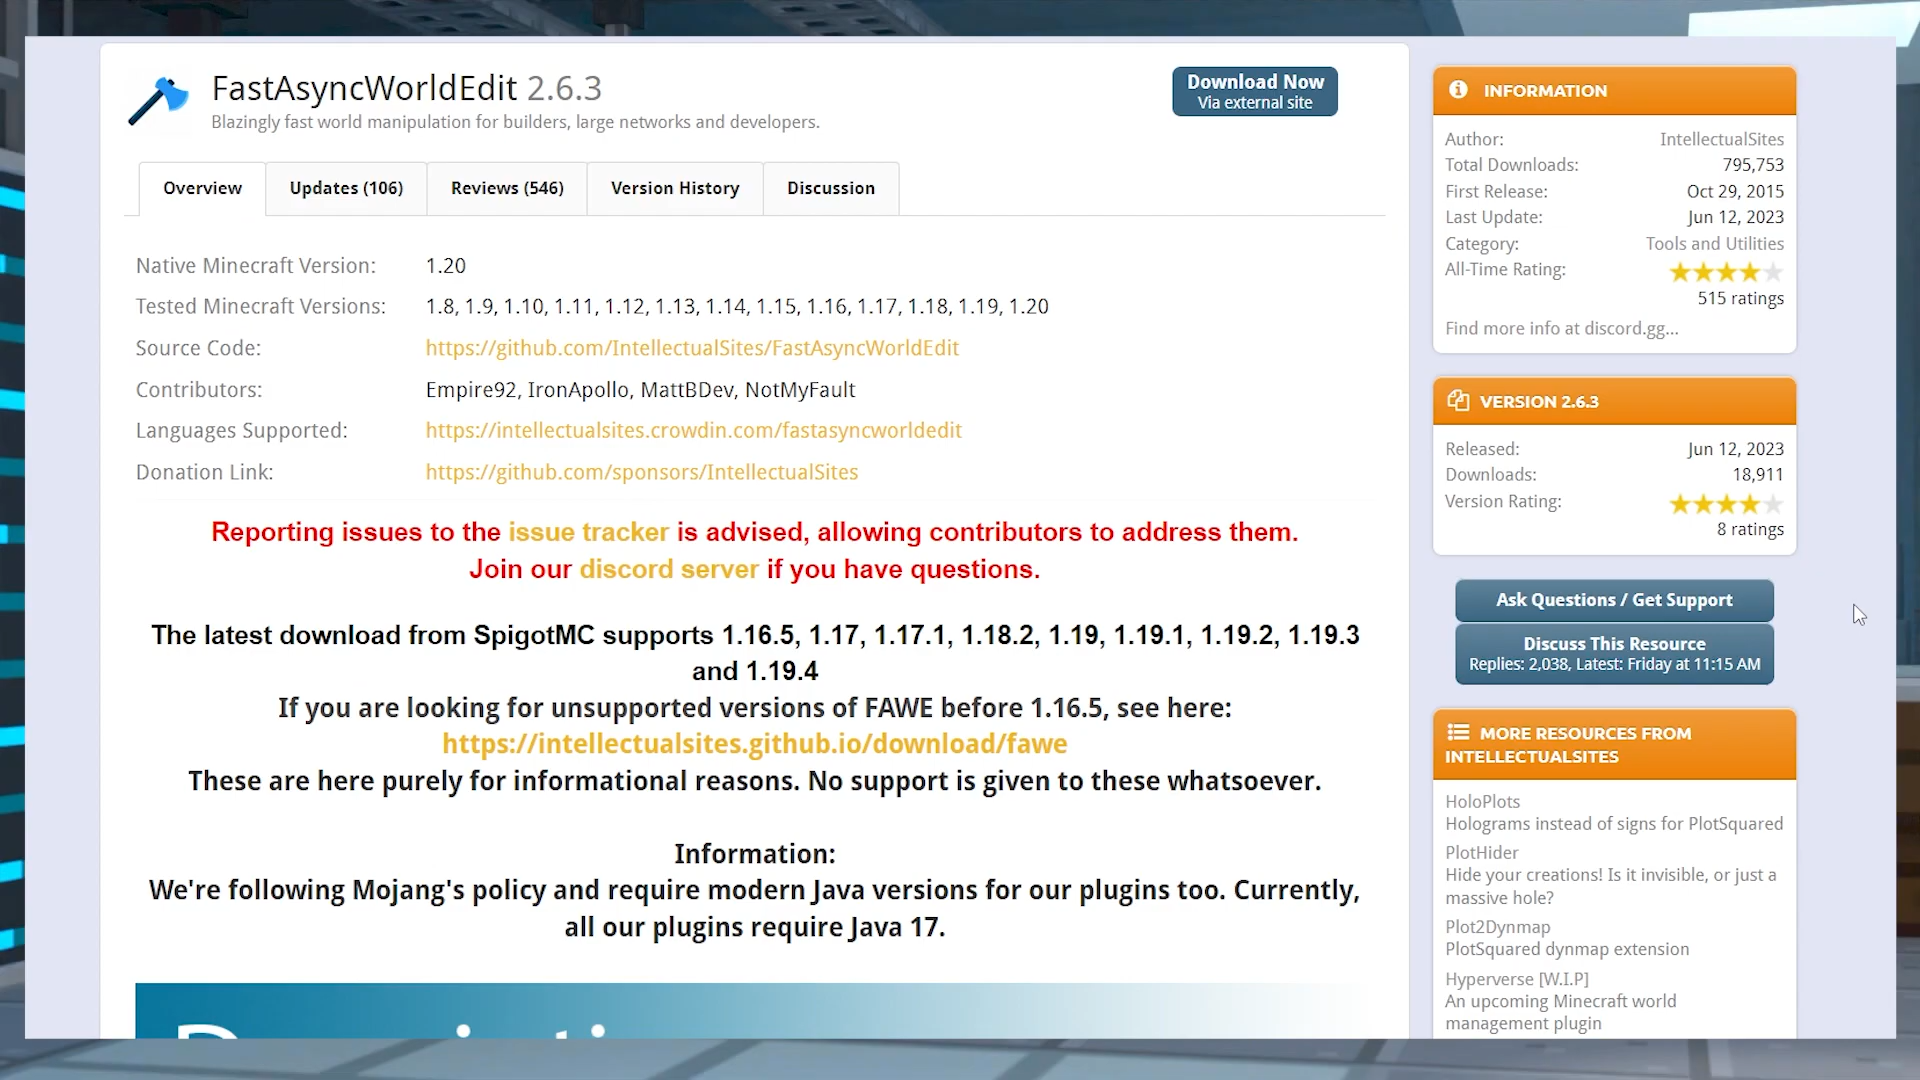 FastAsyncWorldEdit 2.6.3
Blazingly fast world manipulation for builders, large networks and developers.
Download Now
Via external site
Overview
Updates (106)
Reviews (546)
Version History
Discussion
Native Minecraft Version: 1.20
Tested Minecraft Versions: 1.8, 1.9, 1.10, 1.11, 1.12, 1.13, 1.14, 1.15, 1.16, 1.17, 1.18, 1.19, 1.20
Source Code: https://github.com/IntellectualSites/FastAsyncWorldEdit
Contributors: Empire92, IronApollo, MattBDev, NotMyFault
Languages Supported: https://intellectualsites.crowdin.com/fastasyncworldedit
Donation Link: https://github.com/sponsors/IntellectualSites
Reporting issues to the issue tracker is advised, allowing contributors to address them.
Join our discord server if you have questions.
The latest download from SpigotMC supports 1.16.5, 1.17, 1.17.1, 1.18.2, 1.19, 1.19.1, 1.19.2, 1.19.3
and 1.19.4
If you are looking for unsupported versions of FAWE before 1.16.5, see here:
https://intellectualsites.github.io/download/fawe
These are here purely for informational reasons. No support is given to these whatsoever.
Information:
We're following Mojang's policy and require modern Java versions for our plugins too. Currently,
all our plugins require Java 17.
INFORMATION
Author: IntellectualSites
Total Downloads: 795,753
First Release: Oct 29, 2015
Last Update: Jun 12, 2023
Category: Tools and Utilities
All-Time Rating:
515 ratings
Find more info at discord.gg...
VERSION 2.6.3
Released: Jun 12, 2023
Downloads: 18,911
Version Rating:
8 ratings
Ask Questions / Get Support
Discuss This Resource
Replies: 2,038, Latest: Friday at 11:15 AM
MORE RESOURCES FROM
INTELLECTUALSITES
HoloPlots
Holograms instead of signs for PlotSquared
PlotHider
Hide your creations! Is it invisible, or just a
massive hole?
Plot2Dynmap
PlotSquared dynmap extension
Hyperverse [W.I.P]
An upcoming Minecraft world
management plugin